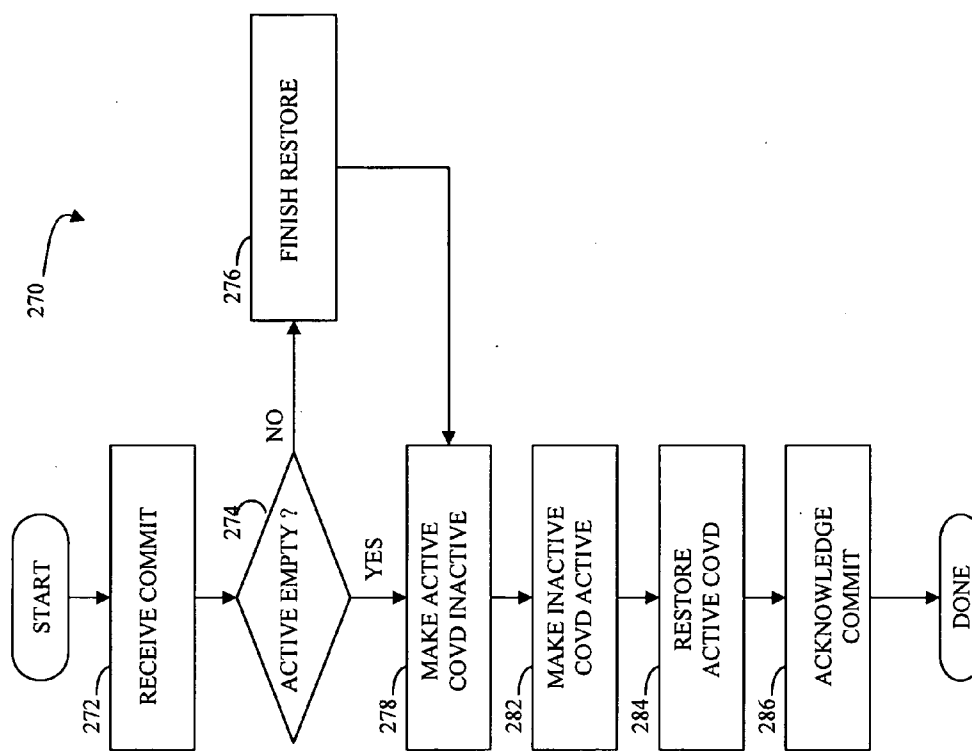 270
START
272
RECEIVE COMMIT
274
ACTIVE EMPTY ?
NO
276
FINISH RESTORE
YES
278
MAKE ACTIVE
COVD INACTIVE
282
MAKE INACTIVE
COVD ACTIVE
284
RESTORE
ACTIVE COVD
286
ACKNOWLEDGE
COMMIT
DONE